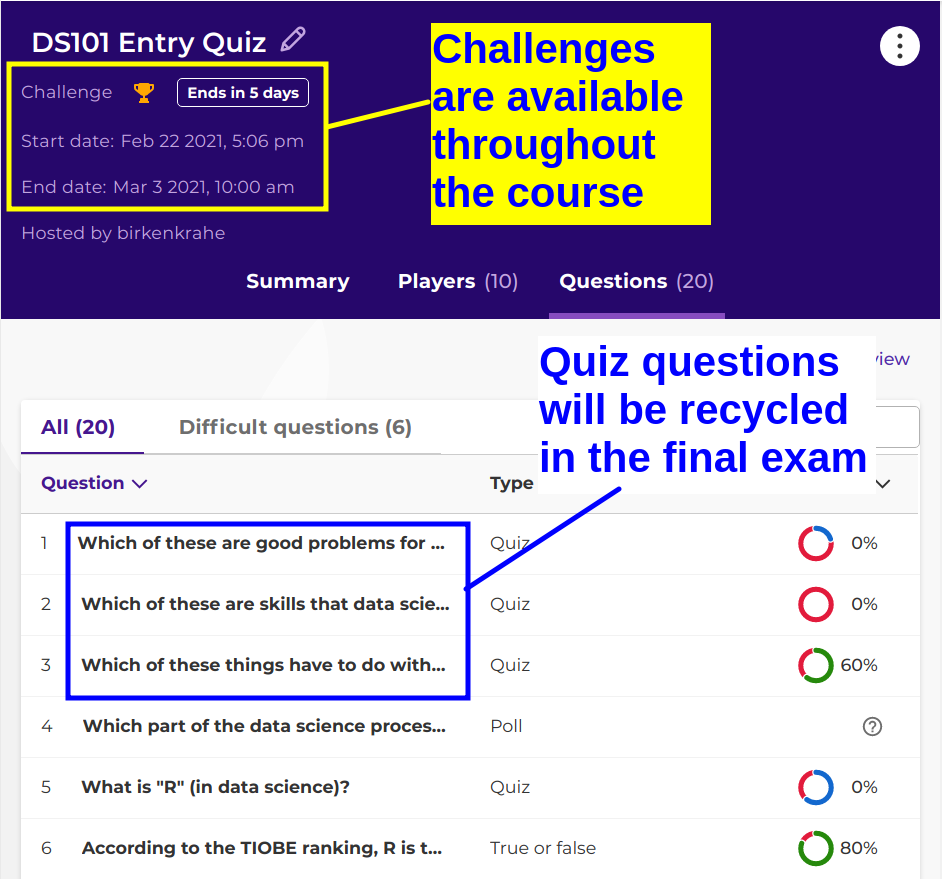 DS101 Entry Quiz
Challenge Ends in 5 days
Start date: Feb 22 2021, 5:06 pm
End date: Mar 3 2021, 10:00 am
Hosted by birkenkrahe
Challenges
are available
throughout
the course
Summary Players (10) Questions (20)
Quiz questions
will be recycled
in the final exam
All (20) Difficult questions (6)
Question Type
1 Which of these are good problems for ... Quiz 0%
2 Which of these are skills that data scie... Quiz 0%
3 Which of these things have to do with... Quiz 60%
4 Which part of the data science proces... Poll ?
5 What is "R" (in data science)? Quiz 0%
6 According to the TIOBE ranking, R is t... True or false 80%